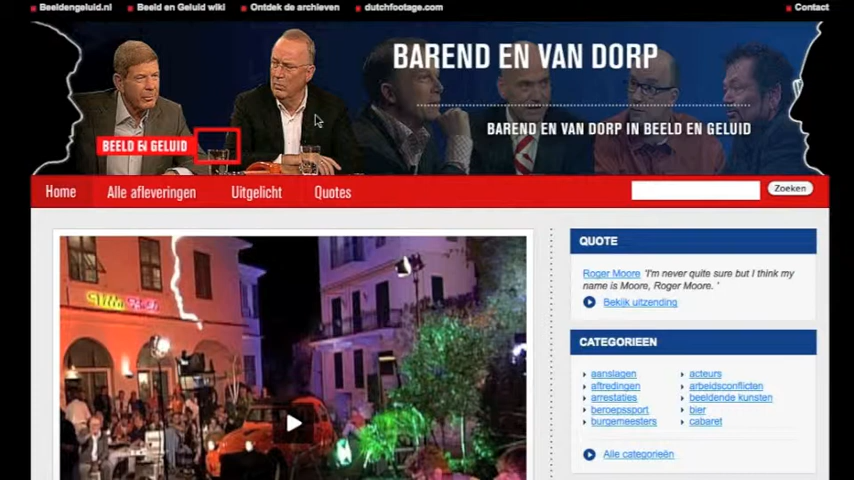 Beeldengeluid.nl Beeld en Geluid wiki Ontdek de archieven dutchfootage.com Contact
BAREND EN VAN DORP
BAREND EN VAN DORP IN BEELD EN GELUID
BEELD EN GELUID
Home Alle afleveringen Uitgelicht Quotes Zoeken
QUOTE
Roger Moore 'I'm never quite sure but I think my
name is Moore, Roger Moore. '
Bekijk uitzending
CATEGORIEEN
aanslagen acteurs
aftredingen arbeidsconflicten
arrestaties beeldende kunsten
beroepssport bier
burgemeesters cabaret
Alle categorieën
Villa